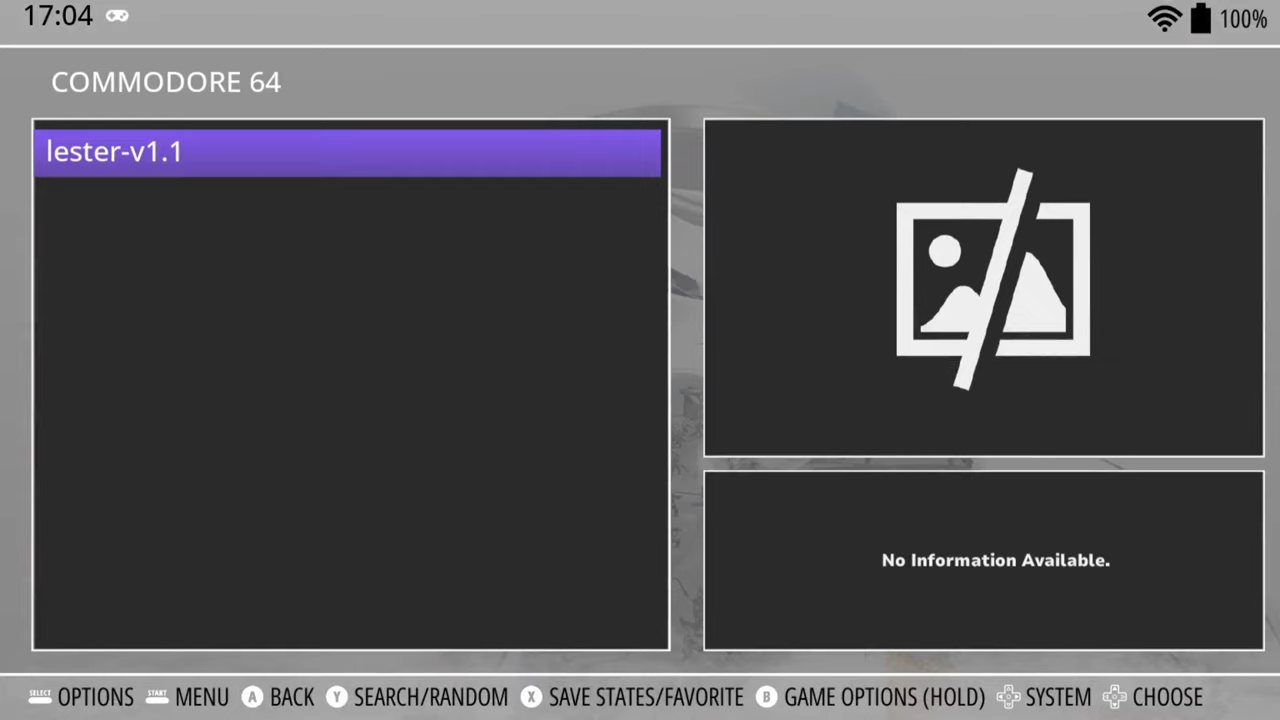 17:04
100%
COMMODORE 64
lester-v1.1
No Information Available.
SELECT OPTIONS START MENU A BACK Y SEARCH/RANDOM X SAVE STATES/FAVORITE B GAME OPTIONS (HOLD) SYSTEM CHOOSE